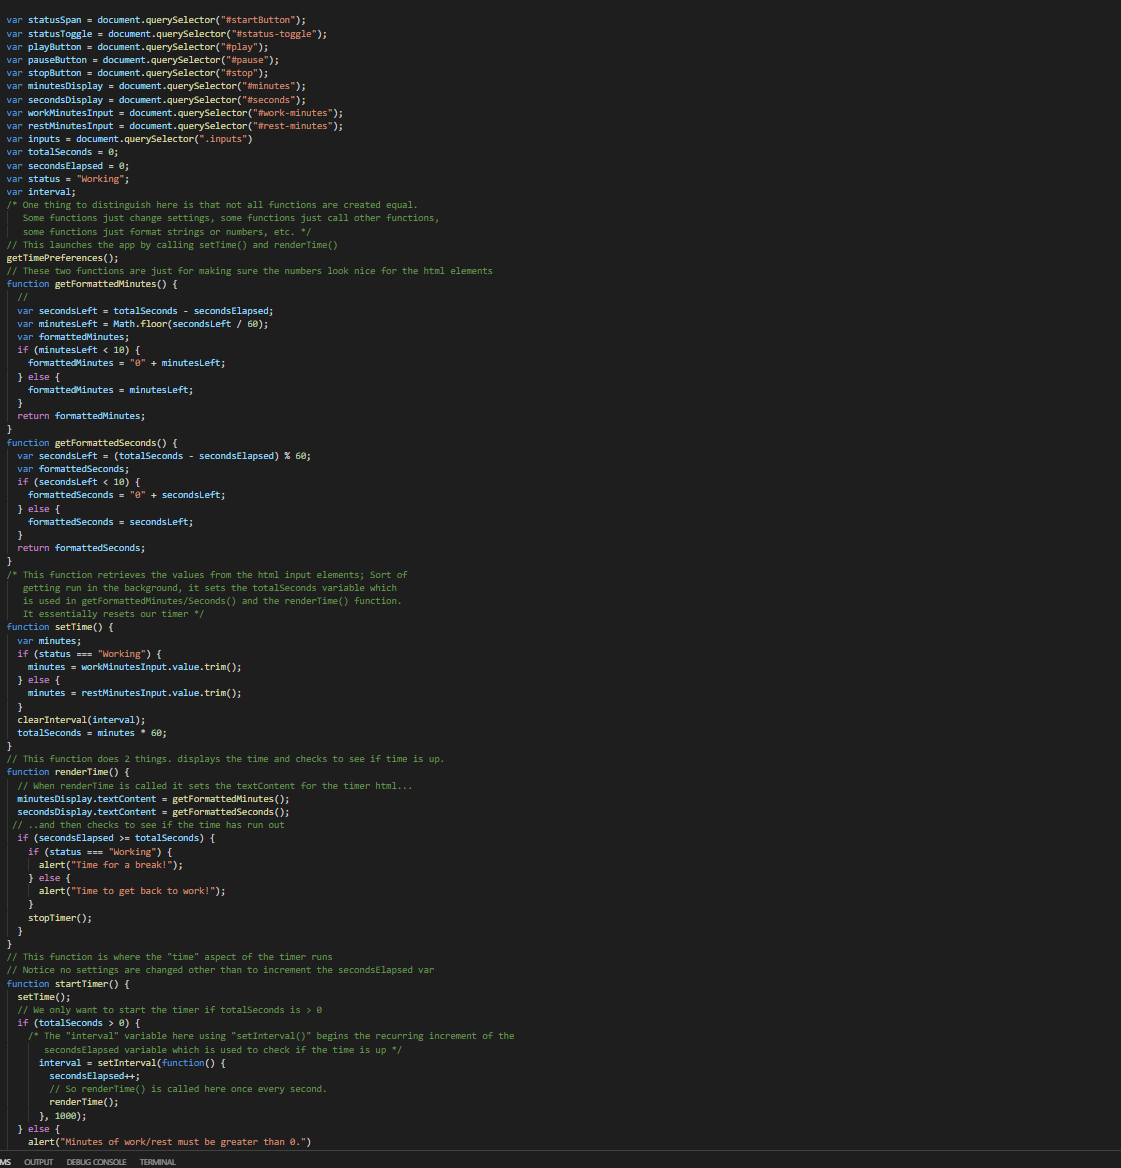 var statusSpan = document.querySelector("#startButton");
var statusToggle = document.querySelector("#status-toggle");
var playButton = document.querySelector("#play");
var pauseButton = document.querySelector("#pause");
var stopButton = document.querySelector("#stop");
var minutesDisplay = document.querySelector("#minutes");
var secondsDisplay = document.querySelector("#seconds");
var workMinutesInput = document.querySelector("#work-minutes");
var restMinutesInput = document.querySelector("#rest-minutes");
var inputs = document.querySelector(".inputs")
var totalSeconds = 0;
var secondsElapsed = 0;
var status = "Working";
var interval;
/* One thing to distinguish here is that not all functions are created equal.
   Some functions just change settings, some functions just call other functions,
   some functions just format strings or numbers, etc. */
// This launches the app by calling setTime() and renderTime()
getTimePreferences();
// These two functions are just for making sure the numbers look nice for the html elements
function getFormattedMinutes() {
  //
  var secondsLeft = totalSeconds - secondsElapsed;
  var minutesLeft = Math.floor(secondsLeft / 60);
  var formattedMinutes;
  if (minutesLeft < 10) {
    formattedMinutes = "0" + minutesLeft;
  } else {
    formattedMinutes = minutesLeft;
  }
  return formattedMinutes;
}
function getFormattedSeconds() {
  var secondsLeft = (totalSeconds - secondsElapsed) % 60;
  var formattedSeconds;
  if (secondsLeft < 10) {
    formattedSeconds = "0" + secondsLeft;
  } else {
    formattedSeconds = secondsLeft;
  }
  return formattedSeconds;
}
/* This function retrieves the values from the html input elements; Sort of
   getting run in the background, it sets the totalSeconds variable which
   is used in getFormattedMinutes/Seconds() and the renderTime() function.
   It essentially resets our timer */
function setTime() {
  var minutes;
  if (status === "Working") {
    minutes = workMinutesInput.value.trim();
  } else {
    minutes = restMinutesInput.value.trim();
  }
  clearInterval(interval);
  totalSeconds = minutes * 60;
}
// This function does 2 things. displays the time and checks to see if time is up.
function renderTime() {
  // When renderTime is called it sets the textContent for the timer html...
  minutesDisplay.textContent = getFormattedMinutes();
  secondsDisplay.textContent = getFormattedSeconds();
 // ..and then checks to see if the time has run out
  if (secondsElapsed >= totalSeconds) {
    if (status === "Working") {
      alert("Time for a break!");
    } else {
      alert("Time to get back to work!");
    }
    stopTimer();
  }
}
// This function is where the "time" aspect of the timer runs
// Notice no settings are changed other than to increment the secondsElapsed var
function startTimer() {
  setTime();
  // We only want to start the timer if totalSeconds is > 0
  if (totalSeconds > 0) {
    /* The "interval" variable here using "setInterval()" begins the recurring increment of the
       secondsElapsed variable which is used to check if the time is up */
      interval = setInterval(function() {
        secondsElapsed++;
        // So renderTime() is called here once every second.
        renderTime();
      }, 1000);
  } else {
    alert("Minutes of work/rest must be greater than 0.")
MS OUTPUT DEBUG CONSOLE TERMINAL